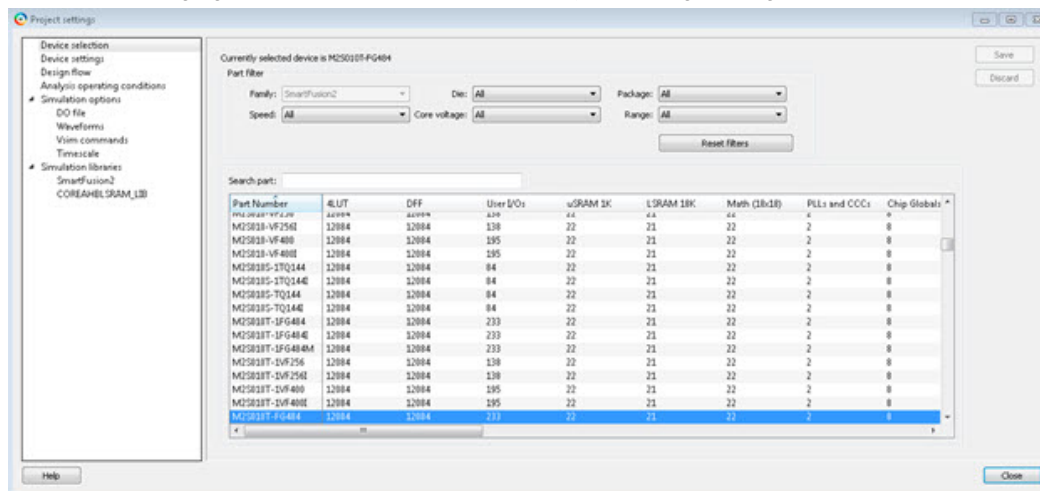 Project settings
Device selection
Device settings
Design flow
Analysis operating conditions
Simulation options
DO file
Waveforms
Vsim commands
Timescale
Simulation libraries
SmartFusion2
COREAHBLSRAM_LIB
Help
Currently selected device is M2S010T-FG484
Part filter
Family: SmartFusion2 Die: All Package: All
Speed: All Core voltage: All Range: All
Reset filters
Search part:
Part Number 4LUT DFF User I/Os uSRAM 1K LSRAM 18K Math (18x18) PLLs and CCCs Chip Globals
M2S010-VF256I 12084 12084 138 22 21 22 2 8
M2S010-VF400 12084 12084 195 22 21 22 2 8
M2S010-VF400I 12084 12084 195 22 21 22 2 8
M2S010S-1TQ144 12084 12084 84 22 21 22 2 8
M2S010S-1TQ144I 12084 12084 84 22 21 22 2 8
M2S010S-TQ144 12084 12084 84 22 21 22 2 8
M2S010S-TQ144I 12084 12084 84 22 21 22 2 8
M2S010T-1FG484 12084 12084 233 22 21 22 2 8
M2S010T-1FG484I 12084 12084 233 22 21 22 2 8
M2S010T-1FG484M 12084 12084 233 22 21 22 2 8
M2S010T-1VF256 12084 12084 138 22 21 22 2 8
M2S010T-1VF256I 12084 12084 138 22 21 22 2 8
M2S010T-1VF400 12084 12084 195 22 21 22 2 8
M2S010T-1VF400I 12084 12084 195 22 21 22 2 8
M2S010T-FG484 12084 12084 233 22 21 22 2 8
Save
Discard
Close